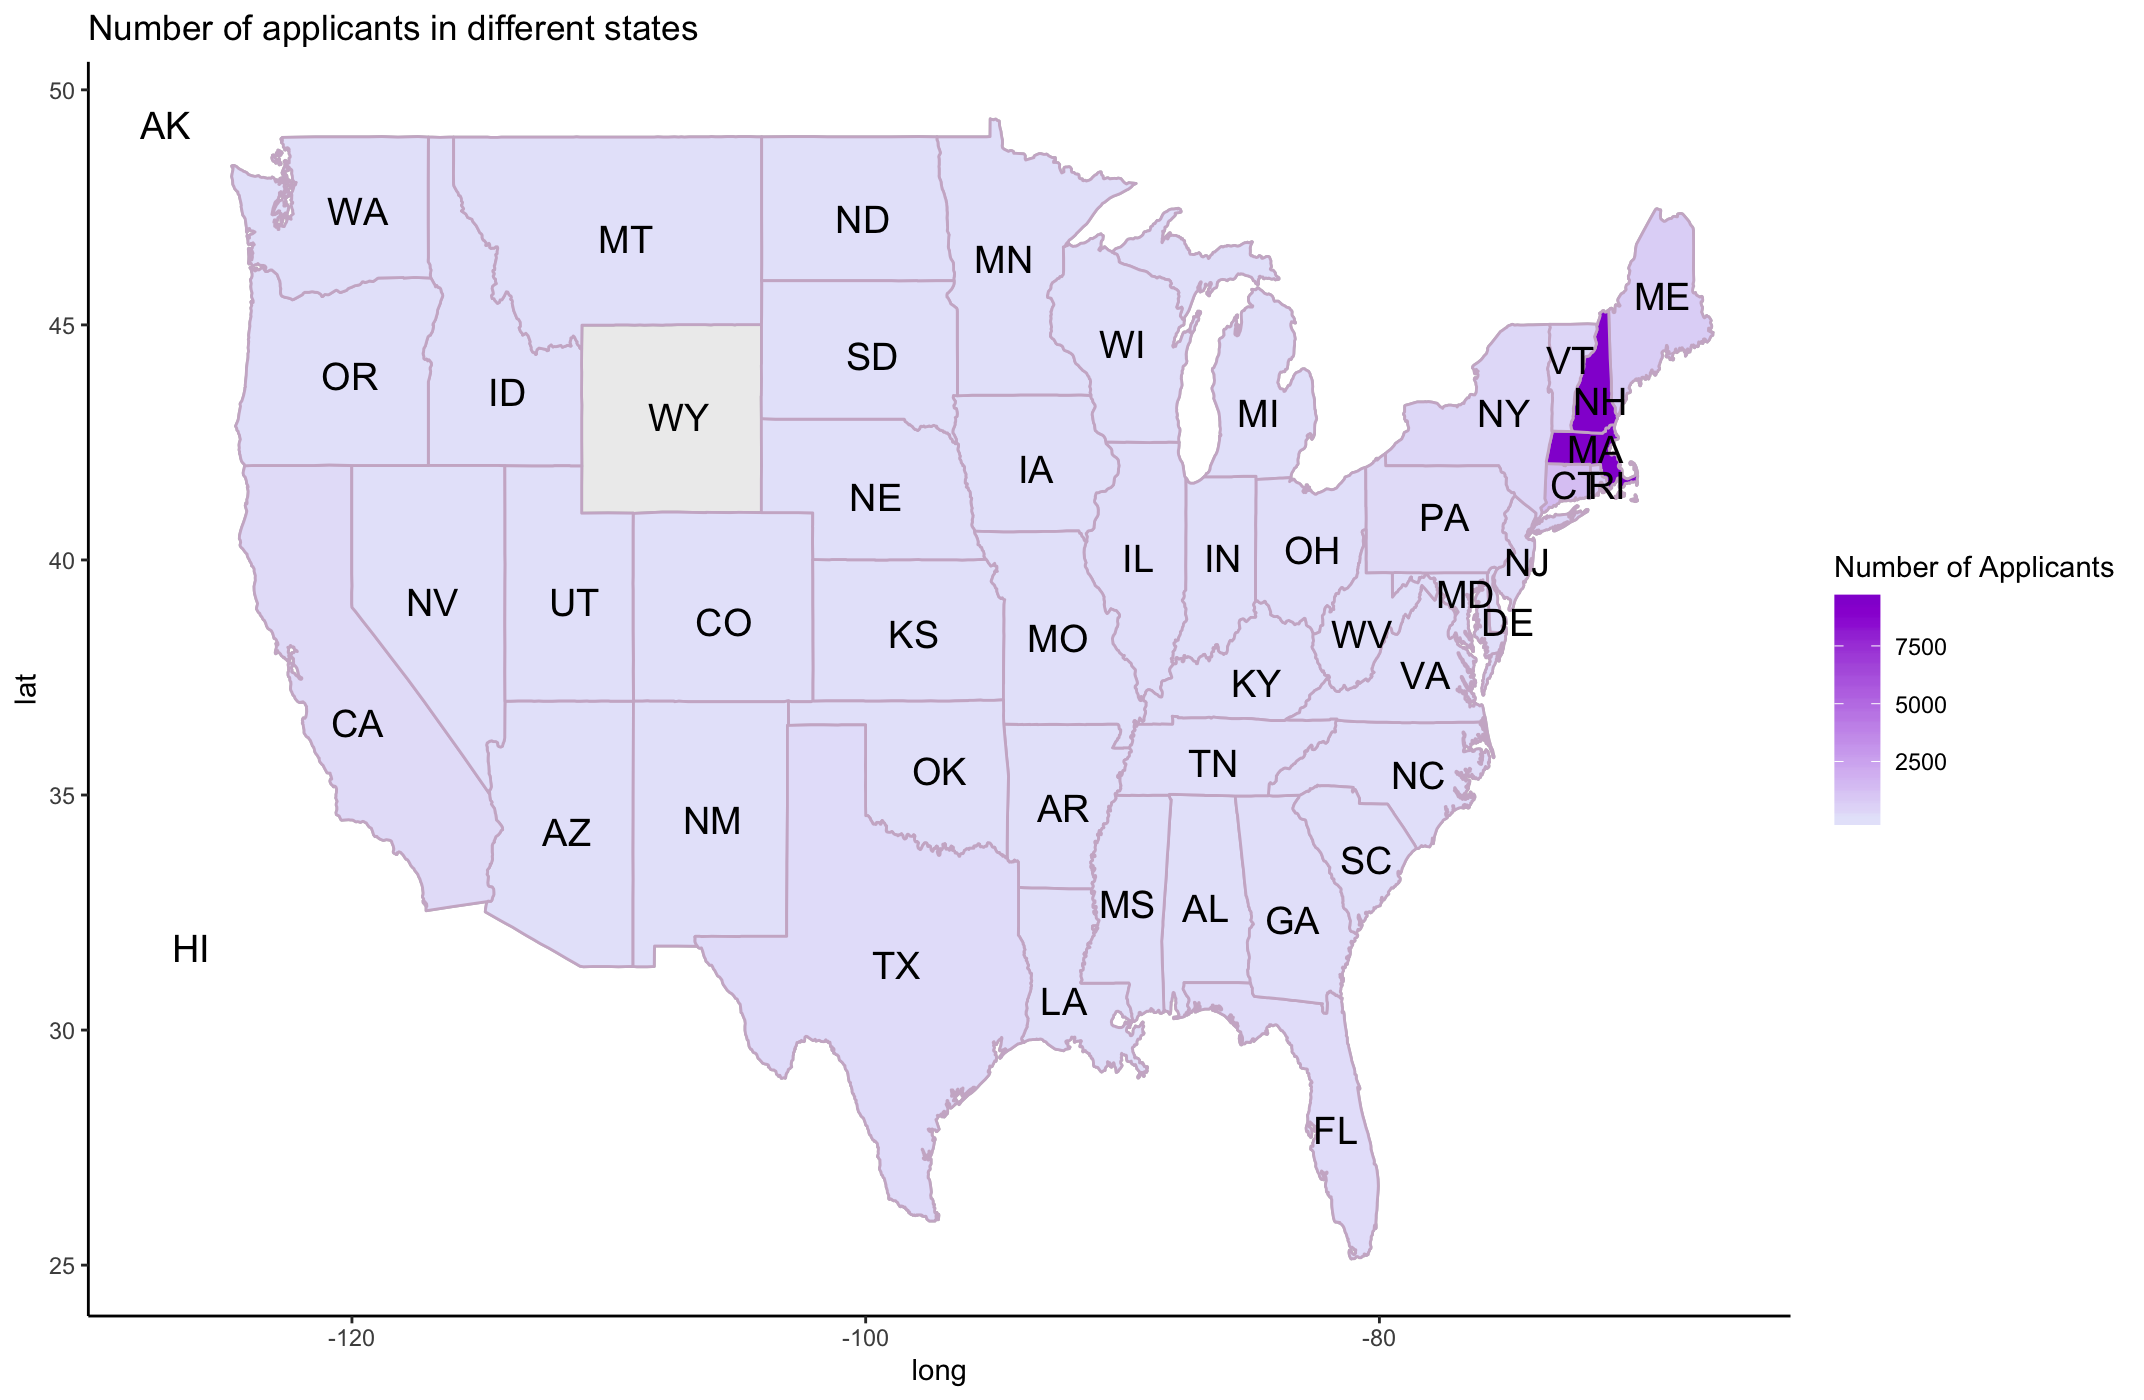 Number of applicants in different states
50
45
40
35
30
25
lat
-120
-100
-80
long
AK
WA
MT
ND
MN
ME
OR
ID
WY
SD
WI
VT
NH
MI
NY
MA
IA
NE
CT
RI
PA
NV
UT
CO
KS
MO
IL
IN
OH
NJ
MD
DE
WV
VA
KY
CA
OK
AR
TN
NC
AZ
NM
SC
MS
AL
GA
HI
TX
LA
FL
Number of Applicants
7500
5000
2500